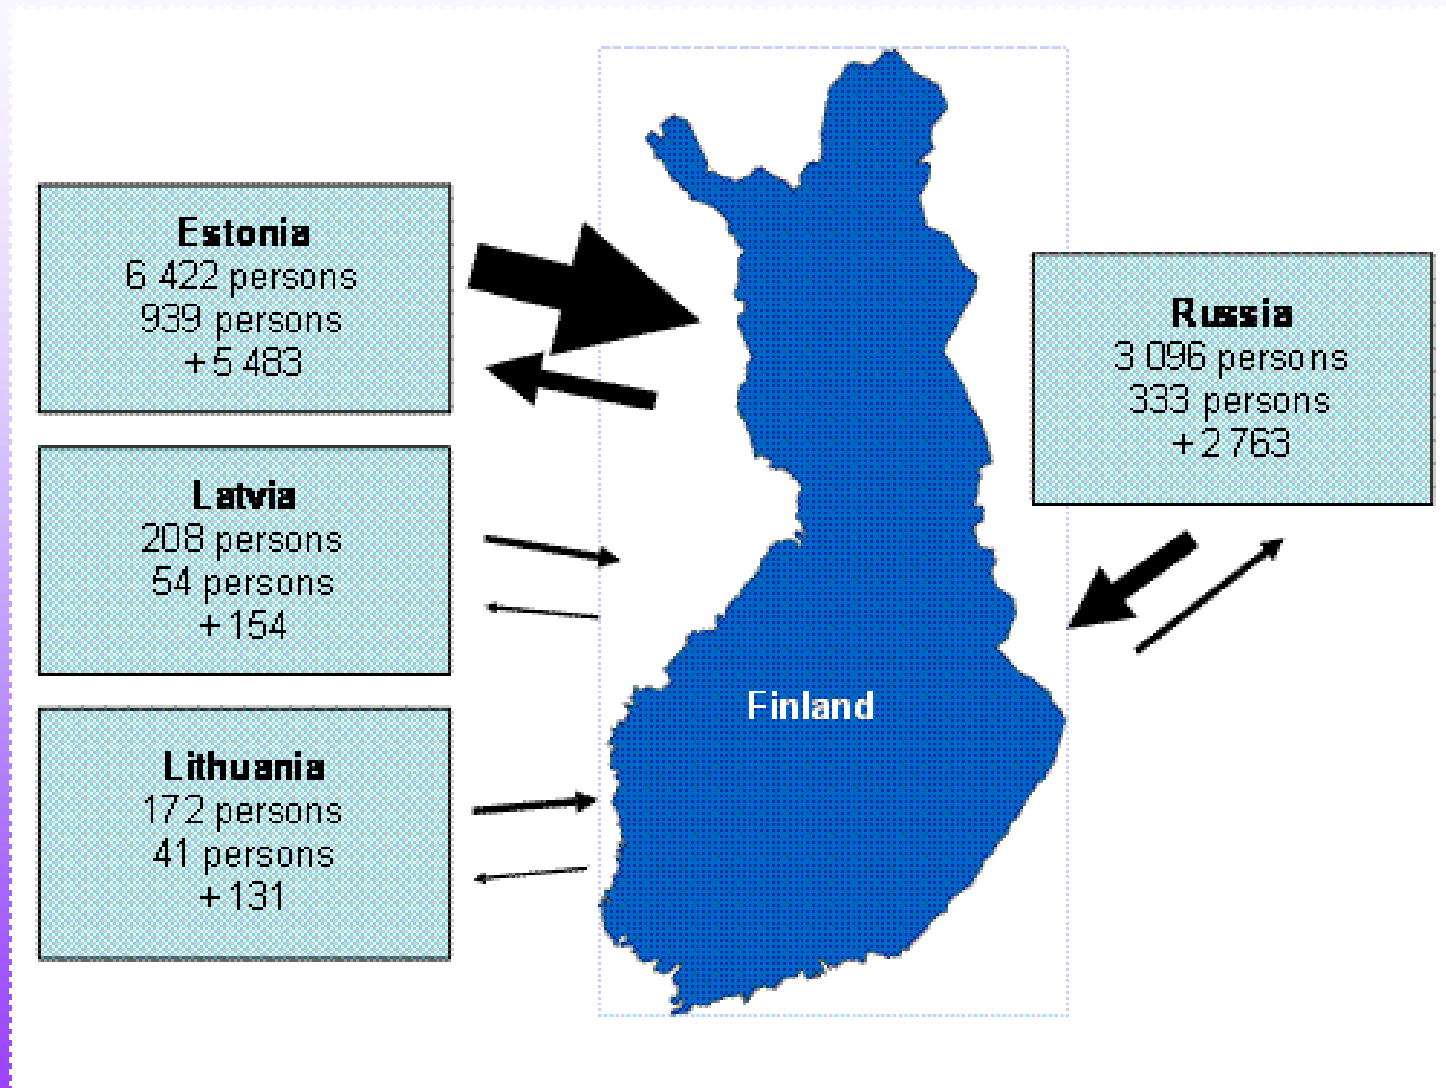 Estonia
6 422 persons
939 persons
+5 483
Latvia
208 persons
54 persons
+154
Lithuania
172 persons
41 persons
+131
Finland
Russia
3 096 persons
333 persons
+2 763